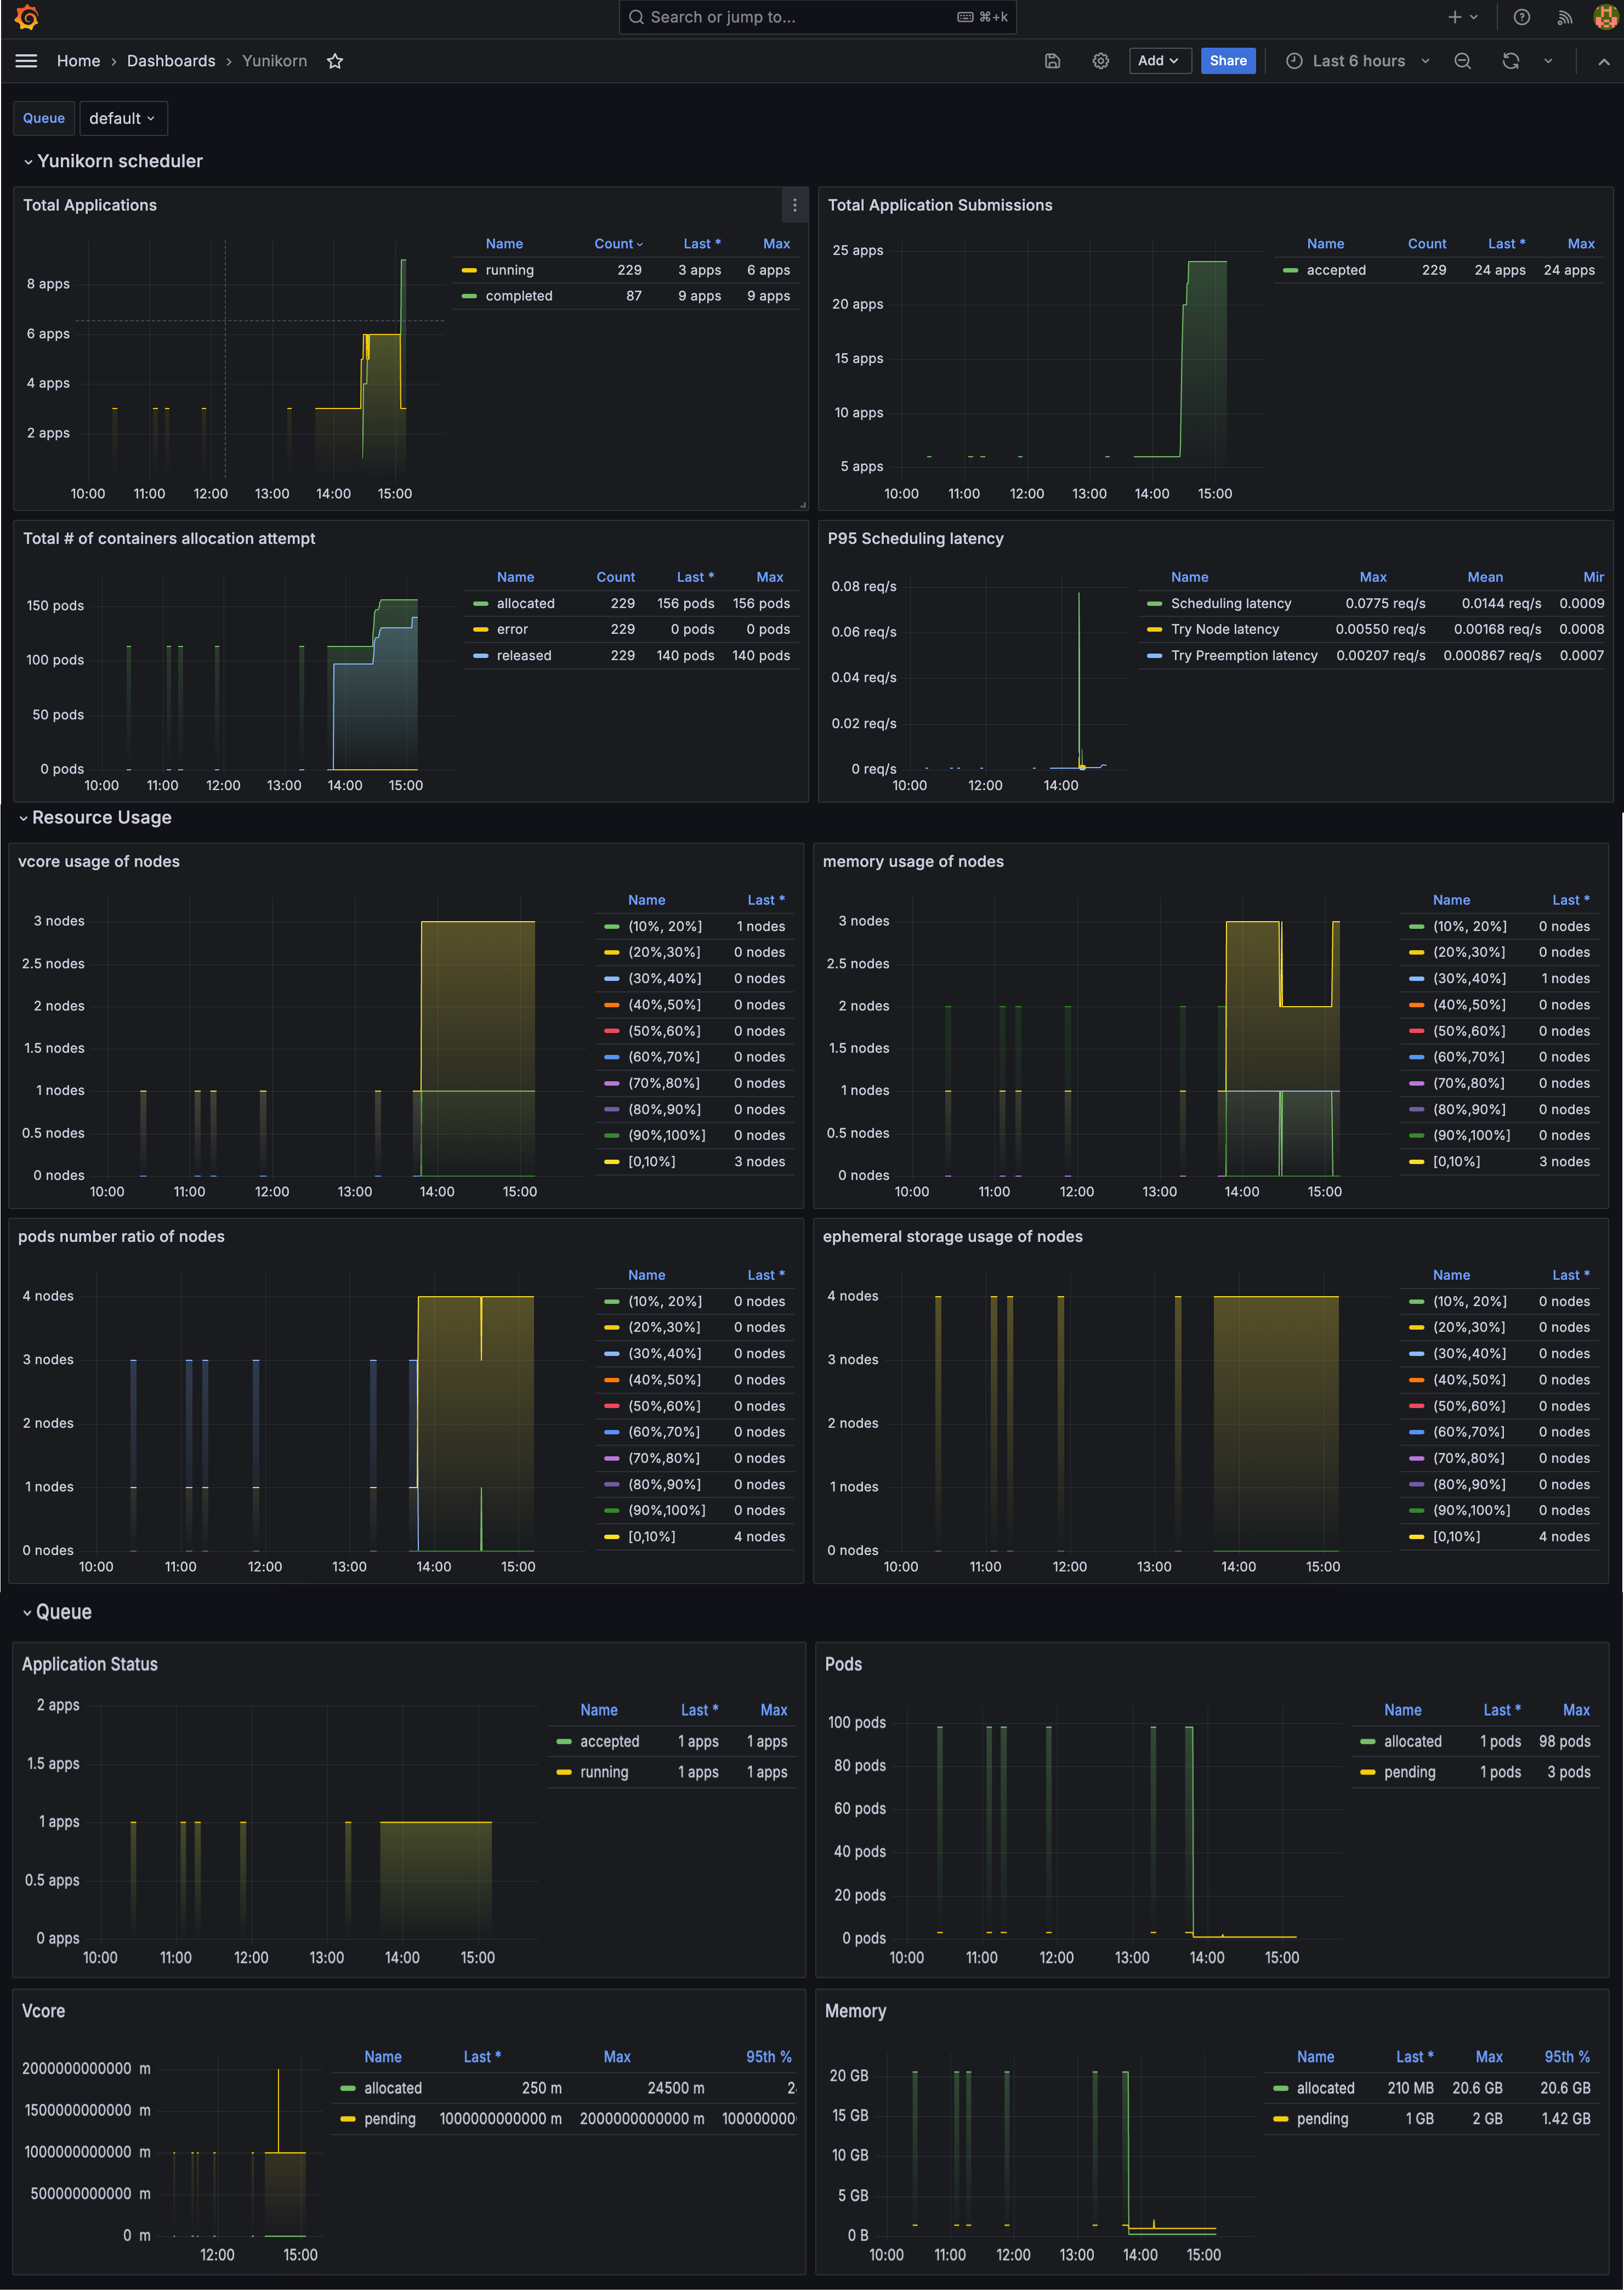 Search or jump to... ⌘+k
Home › Dashboards › Yunikorn
Add
Share
Last 6 hours
Queue default
Yunikorn scheduler
Total Applications
8 apps
6 apps
4 apps
2 apps
10:00 11:00 12:00 13:00 14:00 15:00
Name Count Last * Max
running 229 3 apps 6 apps
completed 87 9 apps 9 apps
Total Application Submissions
25 apps
20 apps
15 apps
10 apps
5 apps
10:00 11:00 12:00 13:00 14:00 15:00
Name Count Last * Max
accepted 229 24 apps 24 apps
Total # of containers allocation attempt
150 pods
100 pods
50 pods
0 pods
10:00 11:00 12:00 13:00 14:00 15:00
Name Count Last * Max
allocated 229 156 pods 156 pods
error 229 0 pods 0 pods
released 229 140 pods 140 pods
P95 Scheduling latency
0.08 req/s
0.06 req/s
0.04 req/s
0.02 req/s
0 req/s
10:00 12:00 14:00
Name Max Mean Mir
Scheduling latency 0.0775 req/s 0.0144 req/s 0.0009
Try Node latency 0.00550 req/s 0.00168 req/s 0.0008
Try Preemption latency 0.00207 req/s 0.000867 req/s 0.0007
Resource Usage
vcore usage of nodes
3 nodes
2.5 nodes
2 nodes
1.5 nodes
1 nodes
0.5 nodes
0 nodes
10:00 11:00 12:00 13:00 14:00 15:00
Name Last *
(10%, 20%] 1 nodes
(20%,30%] 0 nodes
(30%,40%] 0 nodes
(40%,50%] 0 nodes
(50%,60%] 0 nodes
(60%,70%] 0 nodes
(70%,80%] 0 nodes
(80%,90%] 0 nodes
(90%,100%] 0 nodes
[0,10%] 3 nodes
memory usage of nodes
3 nodes
2.5 nodes
2 nodes
1.5 nodes
1 nodes
0.5 nodes
0 nodes
10:00 11:00 12:00 13:00 14:00 15:00
Name Last *
(10%, 20%] 0 nodes
(20%,30%] 0 nodes
(30%,40%] 1 nodes
(40%,50%] 0 nodes
(50%,60%] 0 nodes
(60%,70%] 0 nodes
(70%,80%] 0 nodes
(80%,90%] 0 nodes
(90%,100%] 0 nodes
[0,10%] 3 nodes
pods number ratio of nodes
4 nodes
3 nodes
2 nodes
1 nodes
0 nodes
10:00 11:00 12:00 13:00 14:00 15:00
Name Last *
(10%, 20%] 0 nodes
(20%,30%] 0 nodes
(30%,40%] 0 nodes
(40%,50%] 0 nodes
(50%,60%] 0 nodes
(60%,70%] 0 nodes
(70%,80%] 0 nodes
(80%,90%] 0 nodes
(90%,100%] 0 nodes
[0,10%] 4 nodes
ephemeral storage usage of nodes
4 nodes
3 nodes
2 nodes
1 nodes
0 nodes
10:00 11:00 12:00 13:00 14:00 15:00
Name Last *
(10%, 20%] 0 nodes
(20%,30%] 0 nodes
(30%,40%] 0 nodes
(40%,50%] 0 nodes
(50%,60%] 0 nodes
(60%,70%] 0 nodes
(70%,80%] 0 nodes
(80%,90%] 0 nodes
(90%,100%] 0 nodes
[0,10%] 4 nodes
Queue
Application Status
2 apps
1.5 apps
1 apps
0.5 apps
0 apps
10:00 11:00 12:00 13:00 14:00 15:00
Name Last * Max
accepted 1 apps 1 apps
running 1 apps 1 apps
Pods
100 pods
80 pods
60 pods
40 pods
20 pods
0 pods
10:00 11:00 12:00 13:00 14:00 15:00
Name Last * Max
allocated 1 pods 98 pods
pending 1 pods 3 pods
Vcore
2000000000000 m
1500000000000 m
1000000000000 m
500000000000 m
0 m
12:00 15:00
Name Last * Max 95th %
allocated 250 m 24500 m 2
pending 1000000000000 m 2000000000000 m 100000000
Memory
20 GB
15 GB
10 GB
5 GB
0 B
10:00 11:00 12:00 13:00 14:00 15:00
Name Last * Max 95th %
allocated 210 MB 20.6 GB 20.6 GB
pending 1 GB 2 GB 1.42 GB